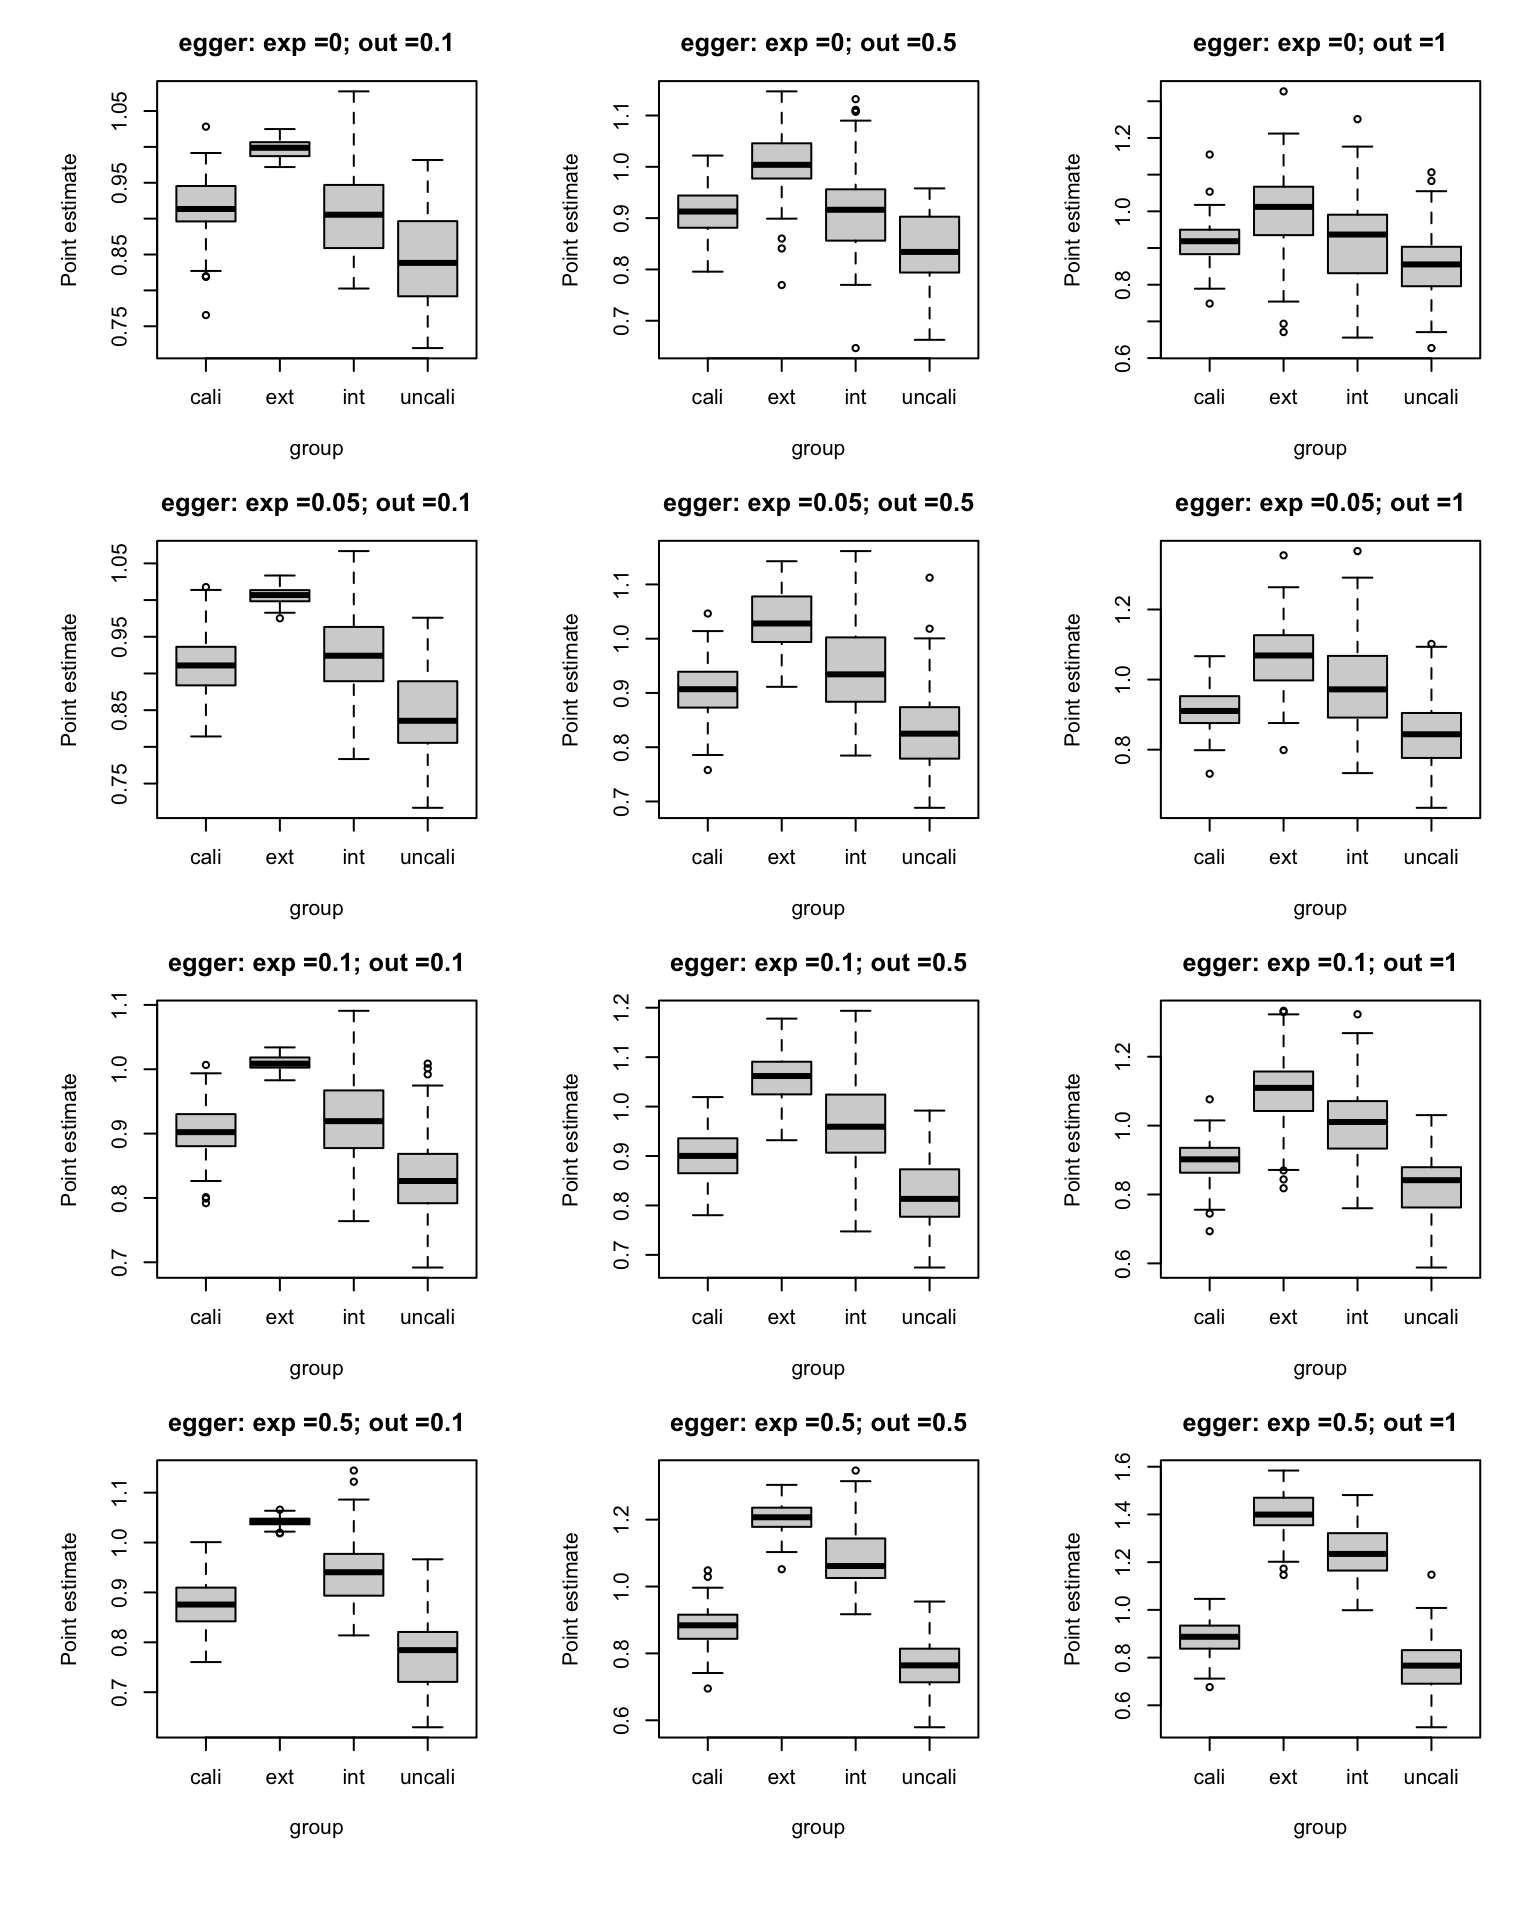 egger: exp =0; out =0.1
Point estimate
0.75 0.85 0.95 1.05
cali ext int uncali
group
egger: exp =0; out =0.5
Point estimate
0.7 0.8 0.9 1.0 1.1
cali ext int uncali
group
egger: exp =0; out =1
Point estimate
0.6 0.8 1.0 1.2
cali ext int uncali
group
egger: exp =0.05; out =0.1
Point estimate
0.75 0.85 0.95 1.05
cali ext int uncali
group
egger: exp =0.05; out =0.5
Point estimate
0.7 0.8 0.9 1.0 1.1
cali ext int uncali
group
egger: exp =0.05; out =1
Point estimate
0.8 1.0 1.2
cali ext int uncali
group
egger: exp =0.1; out =0.1
Point estimate
0.7 0.8 0.9 1.0 1.1
cali ext int uncali
group
egger: exp =0.1; out =0.5
Point estimate
0.7 0.8 0.9 1.0 1.1 1.2
cali ext int uncali
group
egger: exp =0.1; out =1
Point estimate
0.6 0.8 1.0 1.2
cali ext int uncali
group
egger: exp =0.5; out =0.1
Point estimate
0.7 0.8 0.9 1.0 1.1
cali ext int uncali
group
egger: exp =0.5; out =0.5
Point estimate
0.6 0.8 1.0 1.2
cali ext int uncali
group
egger: exp =0.5; out =1
Point estimate
0.6 0.8 1.0 1.2 1.4 1.6
cali ext int uncali
group